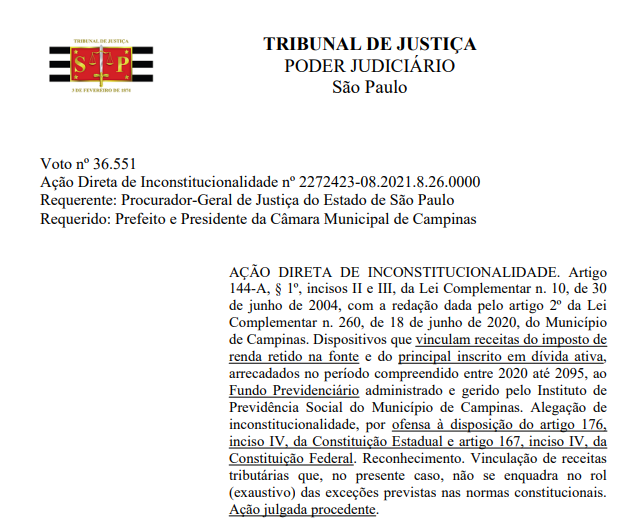 TRIBUNAL DE JUSTIÇA
S P
3 DE FEVEREIRO DE 1874
TRIBUNAL DE JUSTIÇA
PODER JUDICIÁRIO
São Paulo
Voto nº 36.551
Ação Direta de Inconstitucionalidade nº 2272423-08.2021.8.26.0000
Requerente: Procurador-Geral de Justiça do Estado de São Paulo
Requerido: Prefeito e Presidente da Câmara Municipal de Campinas
AÇÃO DIRETA DE INCONSTITUCIONALIDADE. Artigo
144-A, § 1º, incisos II e III, da Lei Complementar n. 10, de 30
de junho de 2004, com a redação dada pelo artigo 2º da Lei
Complementar n. 260, de 18 de junho de 2020, do Município
de Campinas. Dispositivos que vinculam receitas do imposto de
renda retido na fonte e do principal inscrito em dívida ativa,
arrecadados no período compreendido entre 2020 até 2095, ao
Fundo Previdenciário administrado e gerido pelo Instituto de
Previdência Social do Município de Campinas. Alegação de
inconstitucionalidade, por ofensa à disposição do artigo 176,
inciso IV, da Constituição Estadual e artigo 167, inciso IV, da
Constituição Federal. Reconhecimento. Vinculação de receitas
tributárias que, no presente caso, não se enquadra no rol
(exaustivo) das exceções previstas nas normas constitucionais.
Ação julgada procedente.